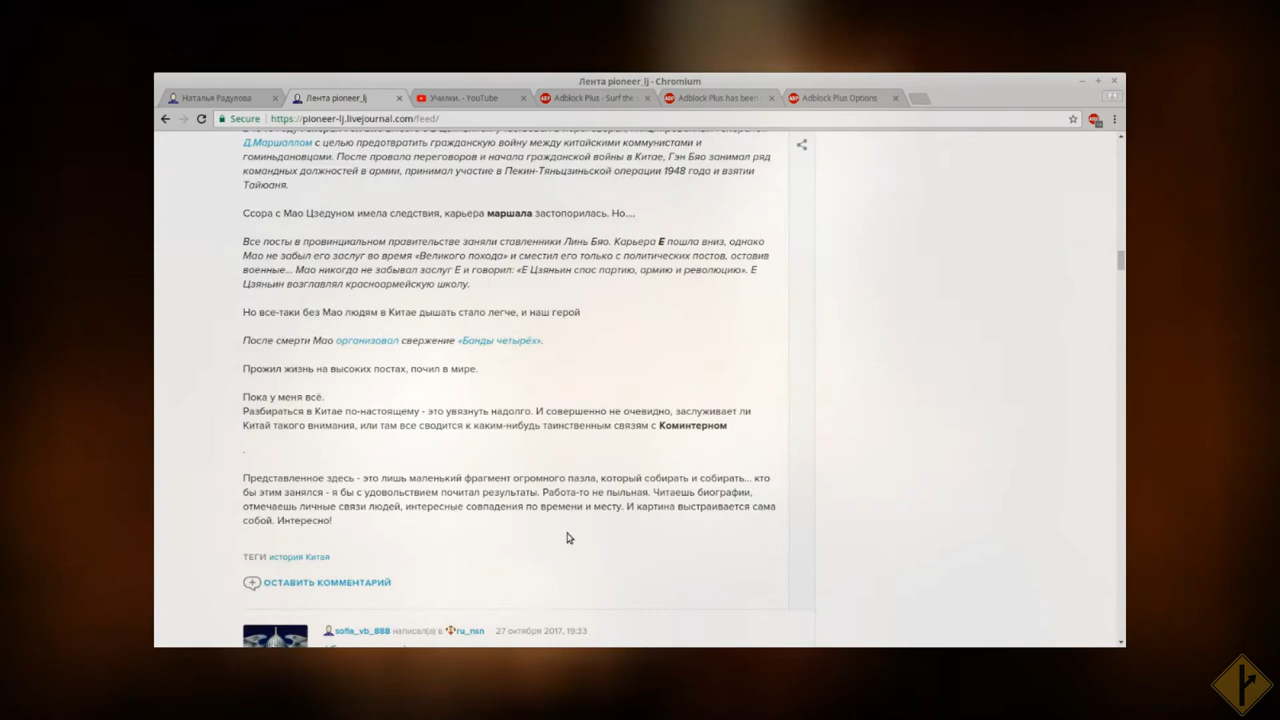 Лента pioneer_lj - Chromium
Наталья Радулова
Лента pioneer_lj
Училки. - YouTube
Adblock Plus - Surf the
Adblock Plus has been
Adblock Plus Options
Secure https://pioneer-lj.livejournal.com/feed/
Д.Маршаллом с целью предотвратить гражданскую войну между китайскими коммунистами и
гоминьдановцами. После провала переговоров и начала гражданской войны в Китае, Гэн Бяо занимал ряд
командных должностей в армии, принимал участие в Пекин-Тяньцзиньской операции 1948 года и взятии
Тайюаня.
Ссора с Мао Цзедуном имела следствия, карьера маршала застопорилась. Но....
Все посты в провинциальном правительстве заняли ставленники Линь Бяо. Карьера Е пошла вниз, однако
Мао не забыл его заслуг во время «Великого похода» и сместил его только с политических постов, оставив
военные... Мао никогда не забывал заслуг Е и говорил: «Е Цзяньин спас партию, армию и революцию». Е
Цзяньин возглавлял красноармейскую школу.
Но все-таки без Мао людям в Китае дышать стало легче, и наш герой
После смерти Мао организовал свержение «Банды четырёх».
Прожил жизнь на высоких постах, почил в мире.
Пока у меня всё.
Разбираться в Китае по-настоящему - это увязнуть надолго. И совершенно не очевидно, заслуживает ли
Китай такого внимания, или там все сводится к каким-нибудь таинственным связям с Коминтерном
.
Представленное здесь - это лишь маленький фрагмент огромного пазла, который собирать и собирать... кто
бы этим занялся - я бы с удовольствием почитал результаты. Работа-то не пыльная. Читаешь биографии,
отмечаешь личные связи людей, интересные совпадения по времени и месту. И картина выстраивается сама
собой. Интересно!
ТЕГИ история Китая
ОСТАВИТЬ КОММЕНТАРИЙ
sofia_vb_888 написал(а) в ru_nsn 27 октября 2017, 19:33